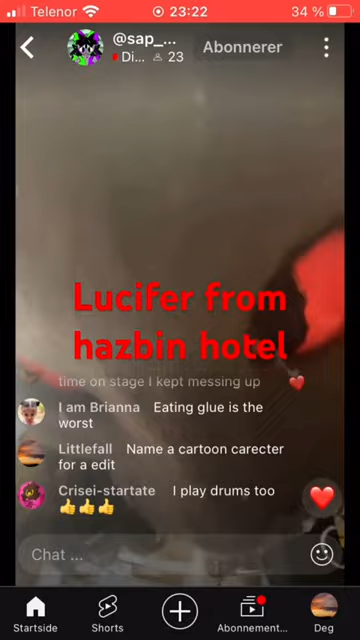 Telenor
23:22
34 %
@sap_...
Di... 23
Abonnerer
Lucifer from
hazbin hotel
time on stage I kept messing up
I am Brianna Eating glue is the
worst
Littlefall Name a cartoon carecter
for a edit
Crisei-startate I play drums too
👍👍👍
Chat ...
Startside
Shorts
Abonnement...
Deg